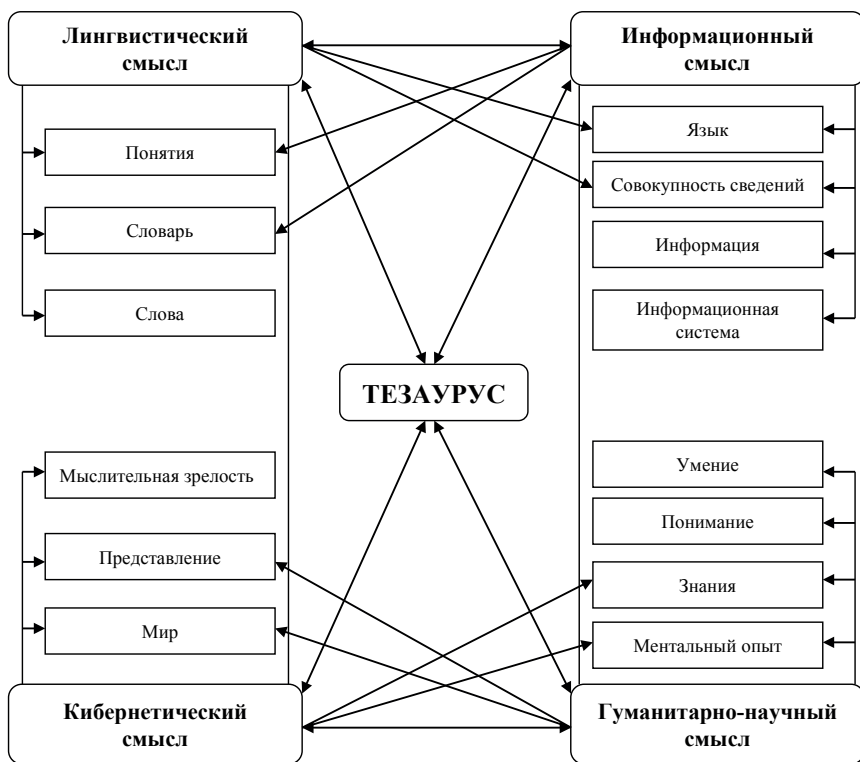 Лингвистический
смысл
Информационный
смысл
Понятия
Словарь
Слова
Язык
Совокупность сведений
Информация
Информационная
система
ТЕЗАУРУС
Мыслительная зрелость
Представление
Мир
Умение
Понимание
Знания
Ментальный опыт
Кибернетический
смысл
Гуманитарно-научный
смысл